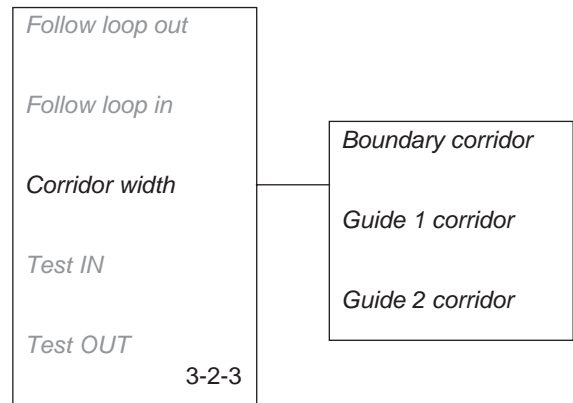 Follow loop out
Follow loop in
Corridor width
Test IN
Test OUT
3-2-3
Boundary corridor
Guide 1 corridor
Guide 2 corridor